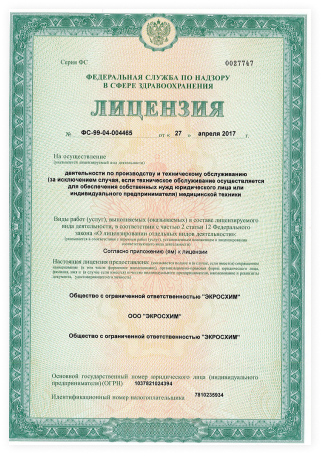 Серия ФС 0027747
ФЕДЕРАЛЬНАЯ СЛУЖБА ПО НАДЗОРУ
В СФЕРЕ ЗДРАВООХРАНЕНИЯ
ЛИЦЕНЗИЯ
№ ФС-99-04-004465 от « 27 » апреля 2017 г.
На осуществление
(указывается лицензируемый вид деятельности)
деятельности по производству и техническому обслуживанию
(за исключением случая, если техническое обслуживание осуществляется
для обеспечения собственных нужд юридического лица или
индивидуального предпринимателя) медицинской техники
Виды работ (услуг), выполняемых (оказываемых) в составе лицензируемого
вида деятельности, в соответствии с частью 2 статьи 12 Федерального
закона «О лицензировании отдельных видов деятельности»:
Согласно приложению (ям) к лицензии
Настоящая лицензия предоставлена
Общество с ограниченной ответственностью "ЭКРОСХИМ"
ООО "ЭКРОСХИМ"
Общество с ограниченной ответственностью "ЭКРОСХИМ"
Основной государственный номер юридического лица (индивидуального
предпринимателя) (ОГРН) 1037821024394
Идентификационный номер налогоплательщика 7810235934